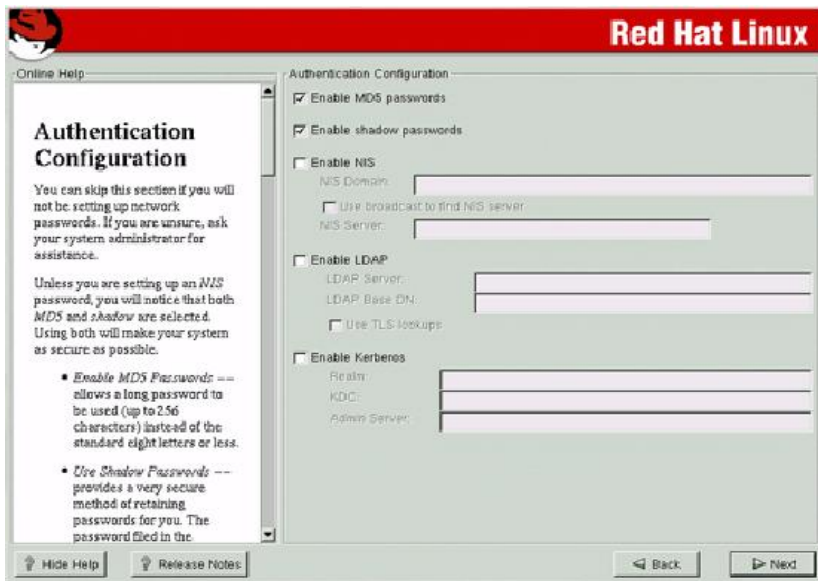 Red Hat Linux
Online Help
Authentication
Configuration
You can skip this section if you will
not be setting up network
passwords. If you are unsure, ask
your system administrator for
assistance.
Unless you are setting up an NIS
password, you will notice that both
MD5 and shadow are selected.
Using both will make your system
as secure as possible.
• Enable MD5 Passwords --
allows a long password to
be used (up to 256
characters) instead of the
standard eight letters or less.
• Use Shadow Passwords --
provides a very secure
method of retaining
passwords for you. The
password filed in the
Authentication Configuration
Enable MD5 passwords
Enable shadow passwords
Enable NIS
NIS Domain:
Use broadcast to find NIS server
NIS Server:
Enable LDAP
LDAP Server:
LDAP Base DN:
Use TLS lookups
Enable Kerberos
Realm:
KDC:
Admin Server:
Hide Help
Release Notes
Back
Next